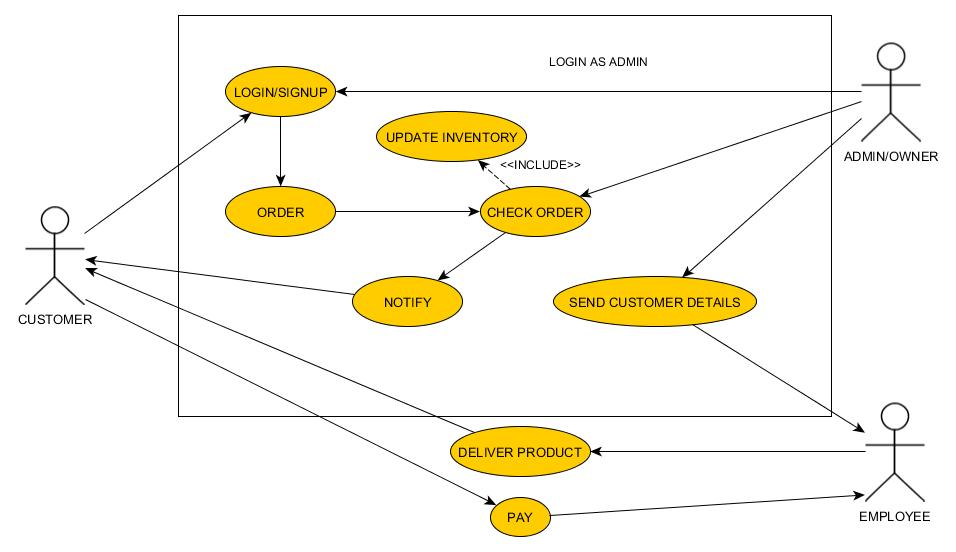 LOGIN AS ADMIN
LOGIN/SIGNUP
UPDATE INVENTORY
ADMIN/OWNER
<<INCLUDE>>
ORDER
CHECK ORDER
NOTIFY
SEND CUSTOMER DETAILS
CUSTOMER
DELIVER PRODUCT
PAY
EMPLOYEE